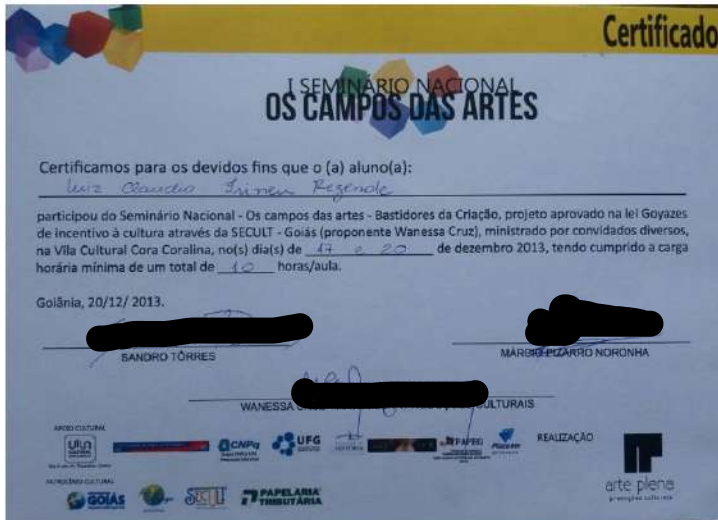 Certificado
I SEMINÁRIO NACIONAL
OS CAMPOS DAS ARTES
Certificamos para os devidos fins que o (a) aluno(a):
Luiz Claudio Irineu Rezende
participou do Seminário Nacional - Os campos das artes - Bastidores da Criação, projeto aprovado na lei Goyazes
de incentivo à cultura através da SECULT - Goiás (proponente Wanessa Cruz), ministrado por convidados diversos,
na Vila Cultural Cora Coralina, no(s) dia(s) de 17 e 20 de dezembro 2013, tendo cumprido a carga
horária mínima de um total de 10 horas/aula.
Goiânia, 20/12/ 2013.
SANDRO TÔRRES
MÁRCIO PIZARRO NORONHA
WANESSA CULTURAIS
APOIO CULTURAL
CNPq
UFG
FAPEG
REALIZAÇÃO
arte plena
produções culturais
PATROCÍNIO CULTURAL
GOIÁS
SECULT
PAPELARIA
TRIBUTÁRIA